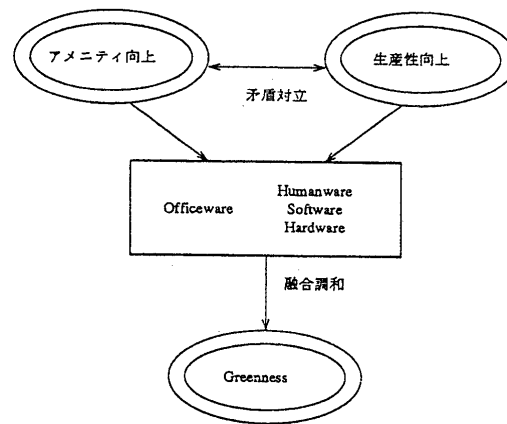 アメニティ向上
生産性向上
矛盾対立
Officeware
Humanware
Software
Hardware
融合調和
Greenness